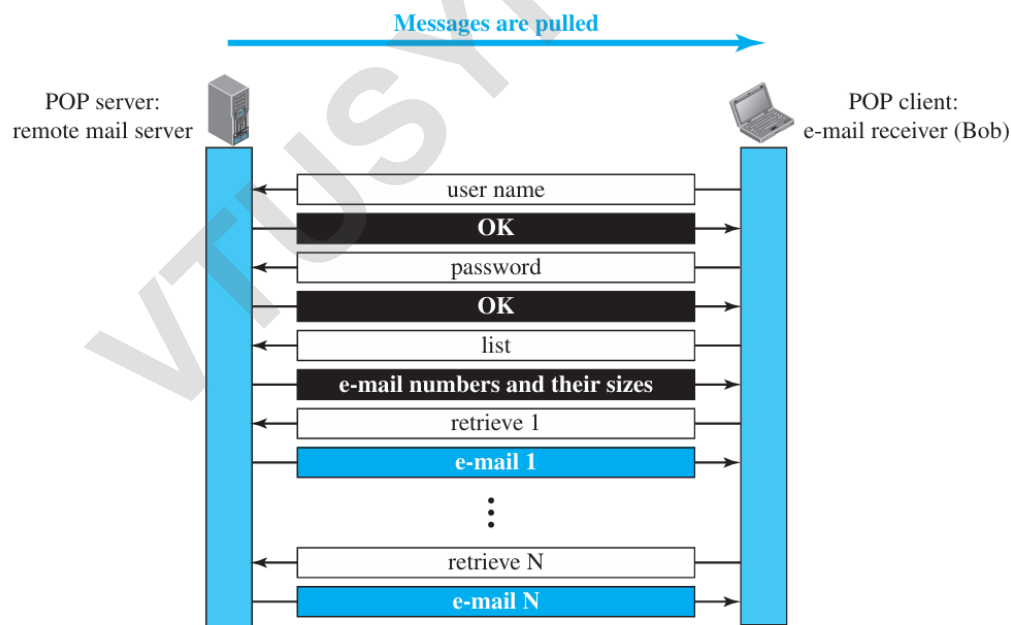 Messages are pulled
POP server:
remote mail server
POP client:
e-mail receiver (Bob)
user name
OK
password
OK
list
e-mail numbers and their sizes
retrieve 1
e-mail 1
retrieve N
e-mail N
VTUSY